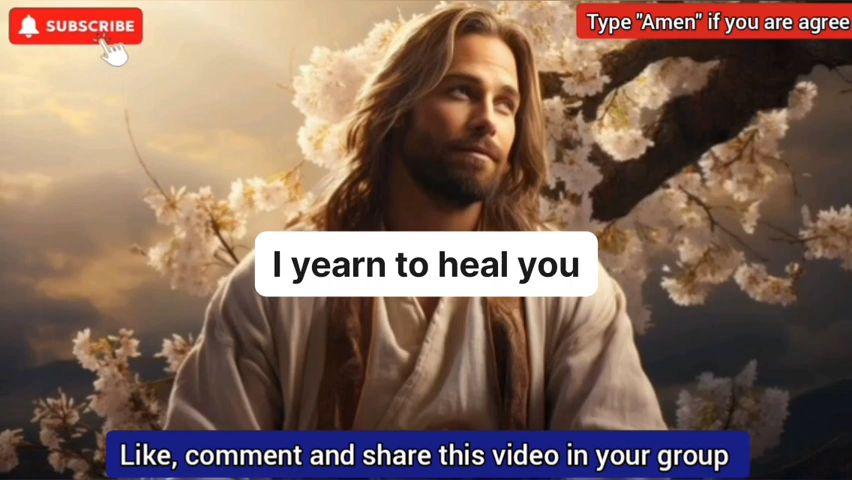 SUBSCRIBE
Type "Amen" if you are agree
I yearn to heal you
Like, comment and share this video in your group